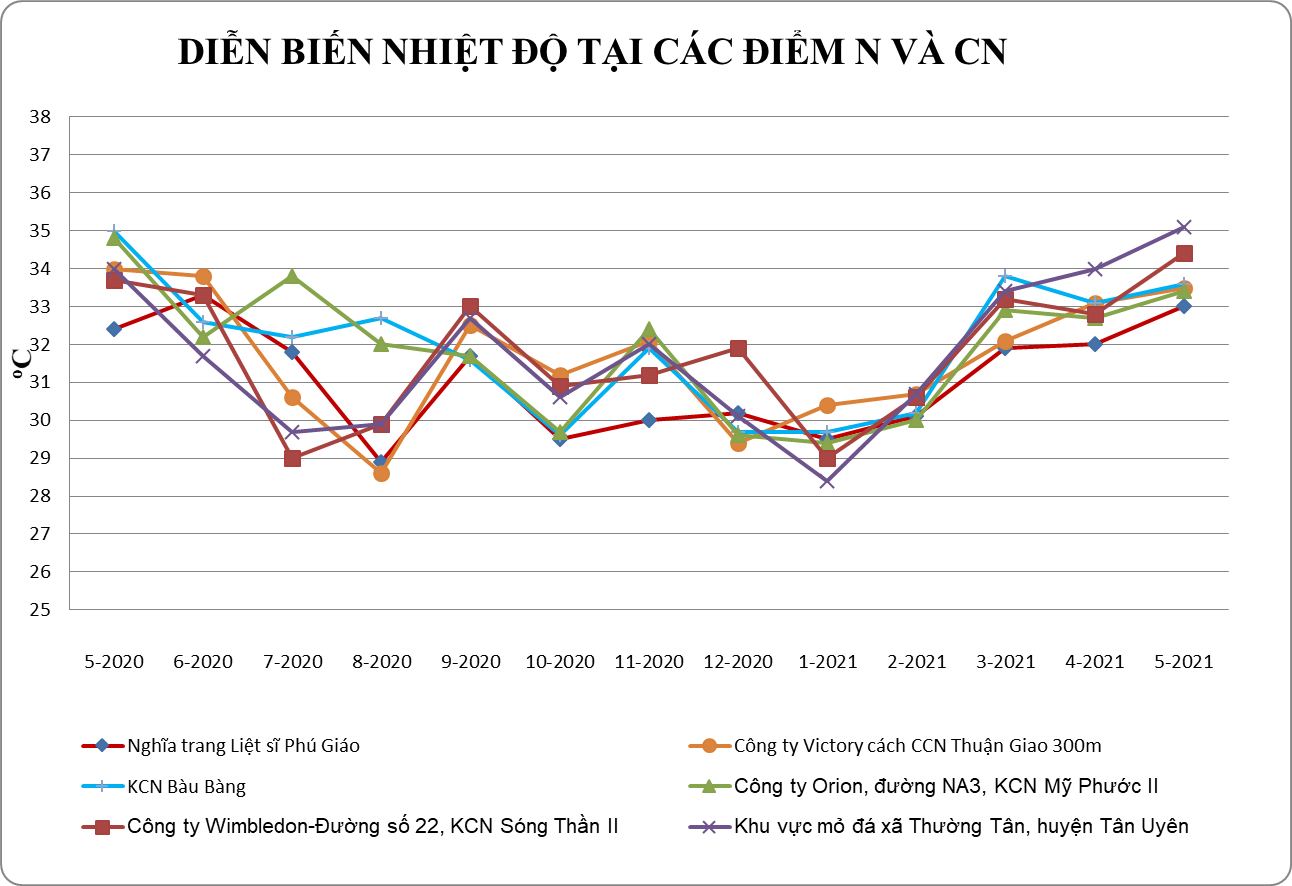 DIỄN BIẾN NHIỆT ĐỘ TẠI CÁC ĐIỂM N VÀ CN
38
37
36
35
34
33
32
31
30
29
28
27
26
25
ºC
5-2020 6-2020 7-2020 8-2020 9-2020 10-2020 11-2020 12-2020 1-2021 2-2021 3-2021 4-2021 5-2021
Nghĩa trang Liệt sĩ Phú Giáo Công ty Victory cách CCN Thuận Giao 300m
KCN Bàu Bàng Công ty Orion, đường NA3, KCN Mỹ Phước II
Công ty Wimbledon-Đường số 22, KCN Sóng Thần II Khu vực mỏ đá xã Thường Tân, huyện Tân Uyên